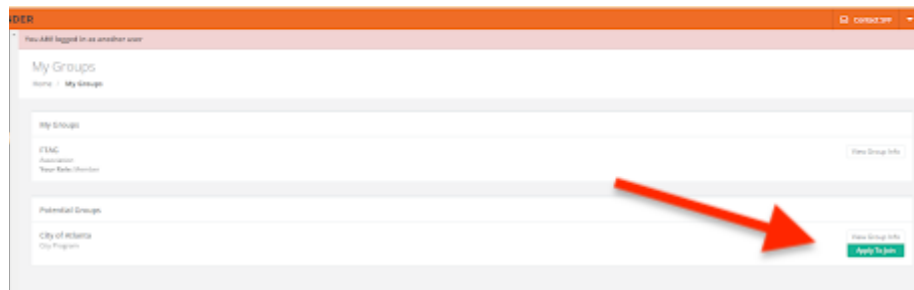 DER
You ARE logged in as another user
My Groups
Home / My Groups
My Groups
Association
Your Role: Member
View Group Info
Potential Groups
City of Atlanta
City Program
View Group Info
Apply To Join